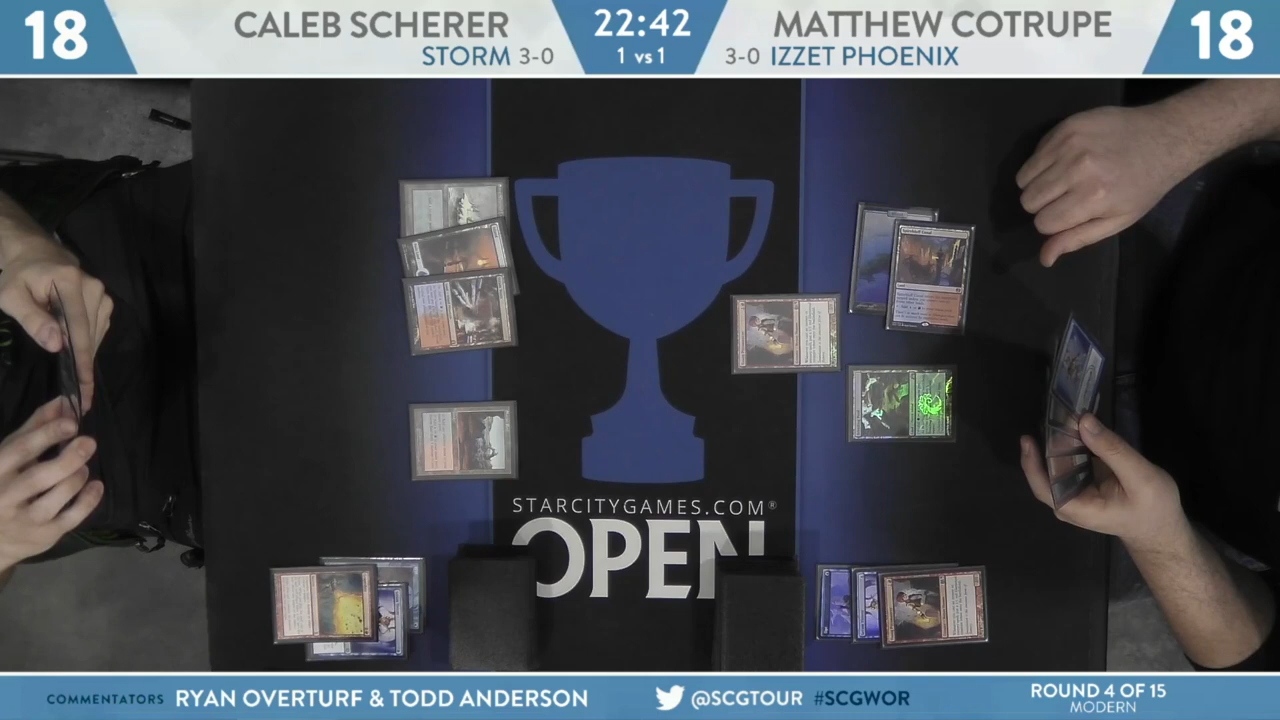 18
CALEB SCHERER
STORM 3-0
22:42
1 vs 1
MATTHEW COTRUPE
3-0 IZZET PHOENIX
18
STARCITYGAMES.COM®
OPEN
COMMENTATORS RYAN OVERTURF & TODD ANDERSON
@SCGTOUR #SCGWOR
ROUND 4 OF 15
MODERN